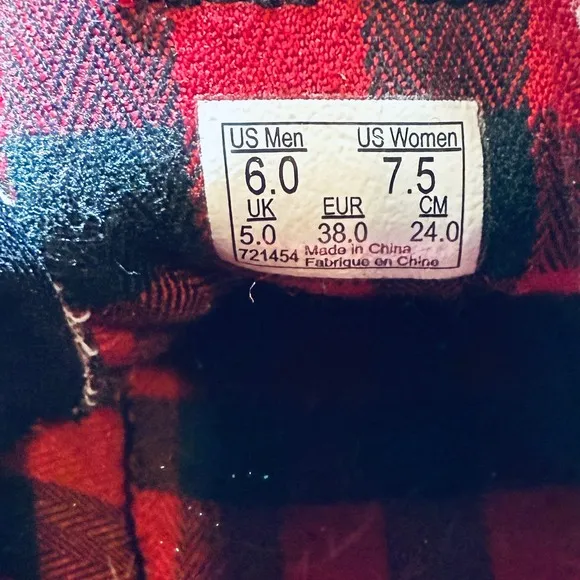 US Men US Women
6.0 7.5
UK EUR CM
5.0 38.0 24.0
721454 Made in China
Fabrique en Chine